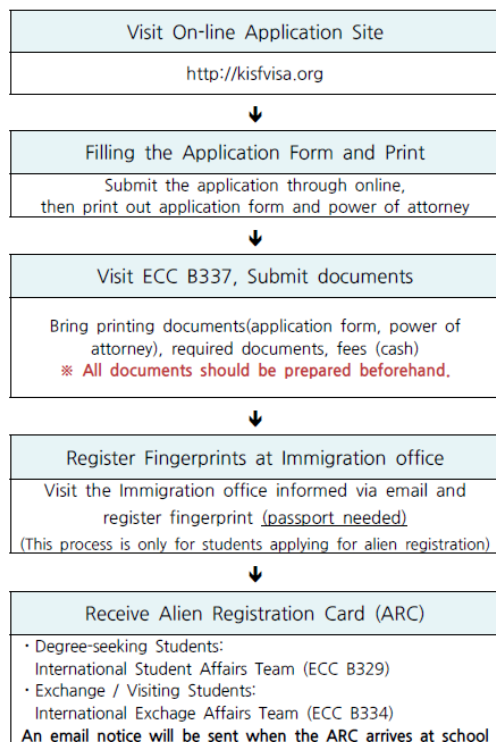 Visit On-line Application Site
http://kisfvisa.org
Filling the Application Form and Print
Submit the application through online,
then print out application form and power of attorney
Visit ECC B337, Submit documents
Bring printing documents(application form, power of
attorney), required documents, fees (cash)
※ All documents should be prepared beforehand.
Register Fingerprints at Immigration office
Visit the Immigration office informed via email and
register fingerprint (passport needed)
(This process is only for students applying for alien registration)
Receive Alien Registration Card (ARC)
· Degree-seeking Students:
International Student Affairs Team (ECC B329)
· Exchange / Visiting Students:
International Exchage Affairs Team (ECC B334)
An email notice will be sent when the ARC arrives at school